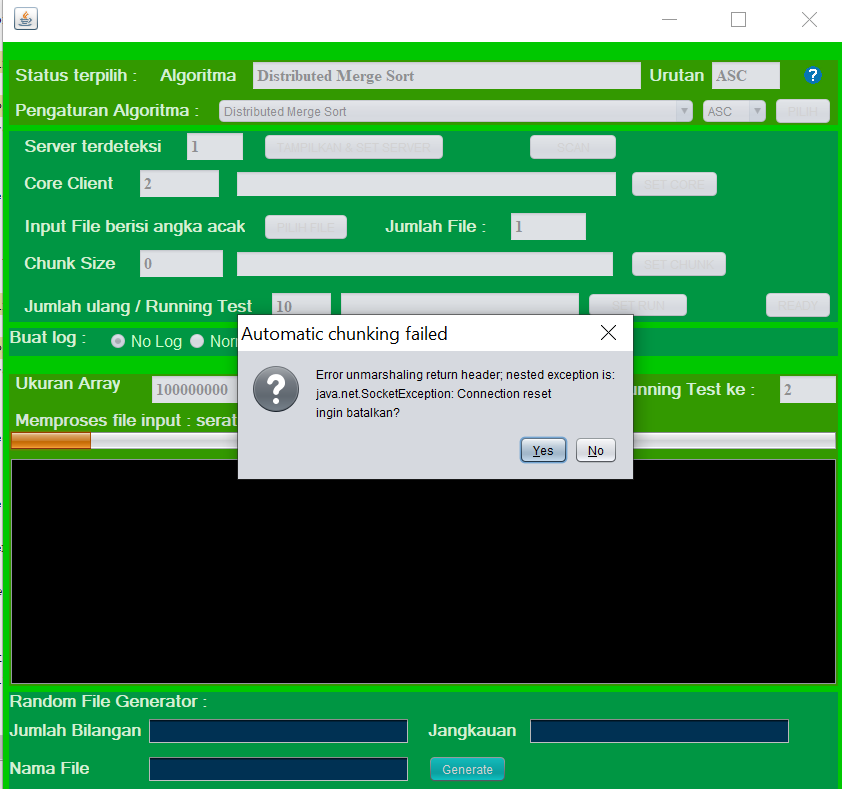 Status terpilih : Algoritma Distributed Merge Sort Urutan ASC ?
Pengaturan Algoritma : Distributed Merge Sort ASC PILIH
Server terdeteksi 1 TAMPILKAN & SET SERVER SCAN
Core Client 2 SET CORE
Input File berisi angka acak PILIH FILE Jumlah File : 1
Chunk Size 0 SET CHUNK
Jumlah ulang / Running Test 10 SET RUN READY
Automatic chunking failed
Buat log : No Log Nor
Error unmarshaling return header; nested exception is:
java.net.SocketException: Connection reset
ingin batalkan?
Yes No
Ukuran Array 100000000 unning Test ke : 2
Memproses file input : serat
Random File Generator :
Jumlah Bilangan Jangkauan
Nama File Generate